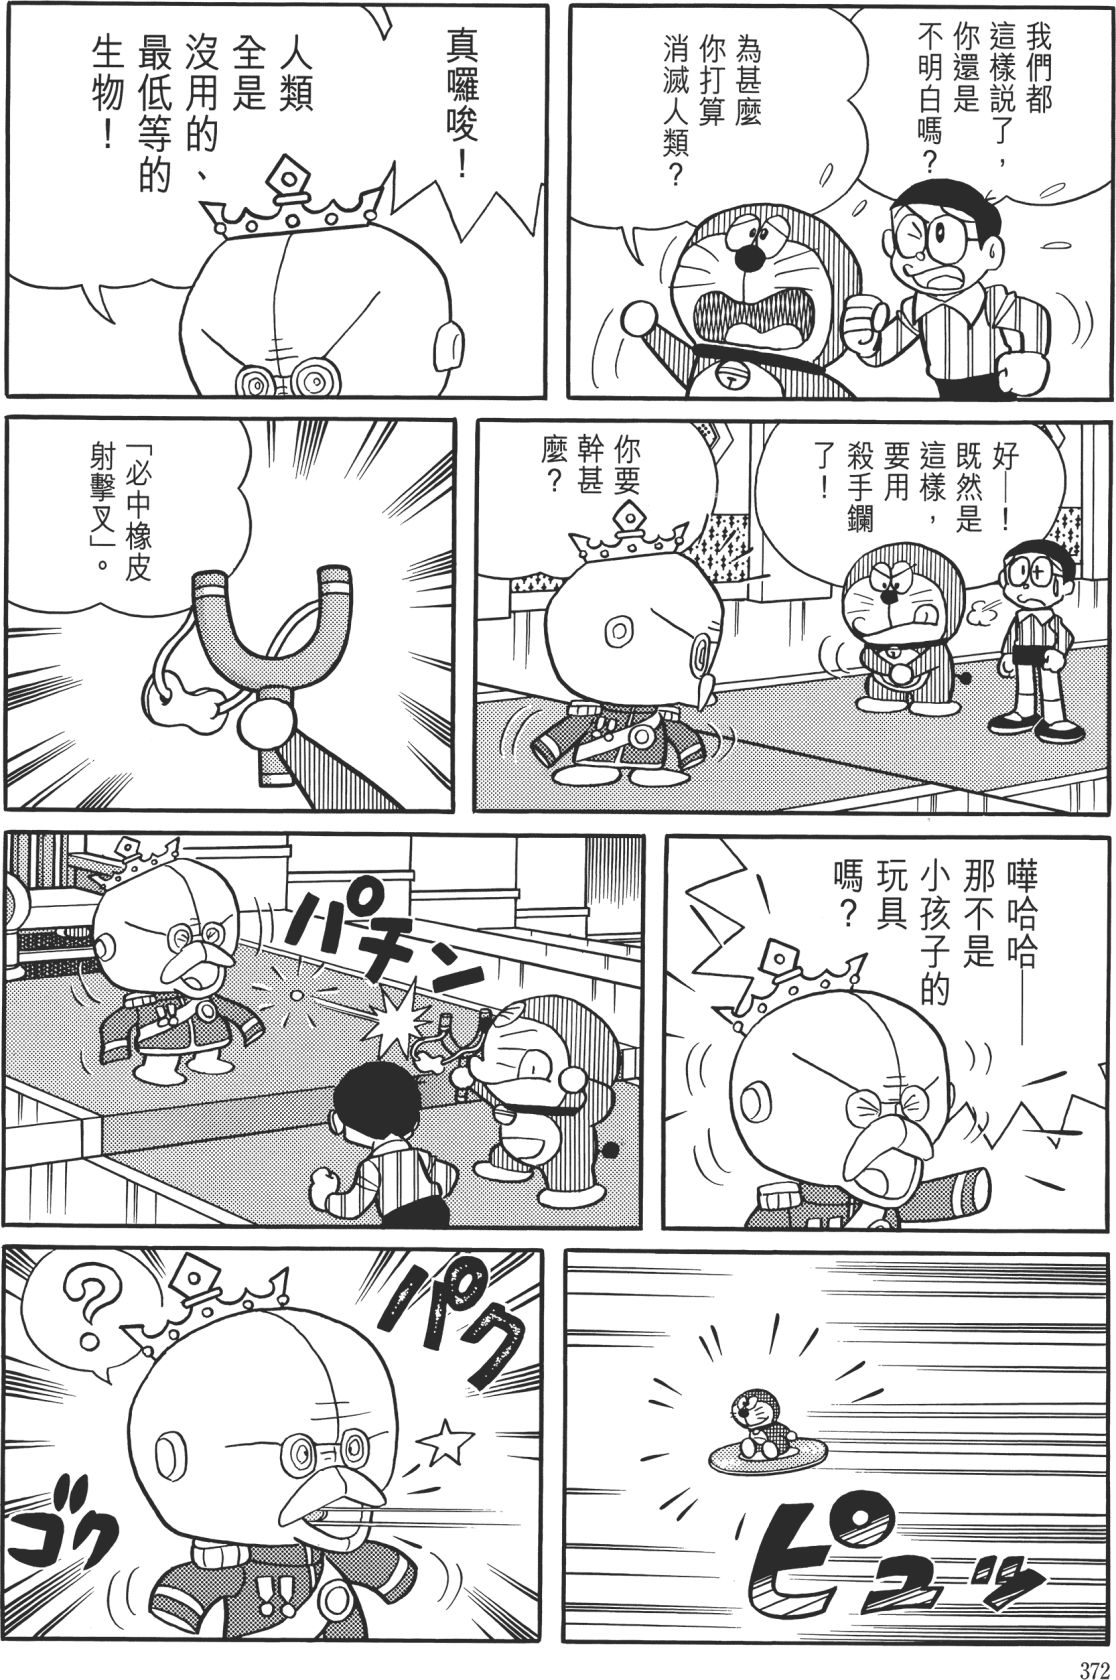 我們都
這樣説了，
你還是
不明白嗎？
為甚麼
你打算
消滅人類？
真囉唆！
人類
全是
沒用的、
最低等的
生物！
好──！
既然是
這樣，
要用
殺手鐧
了！
你要
幹甚
麼？
「必中橡皮
射擊叉」。
嘩哈哈──
那不是
小孩子的
玩具
嗎？
パチン
ピュッ
パク
？
ゴク
372